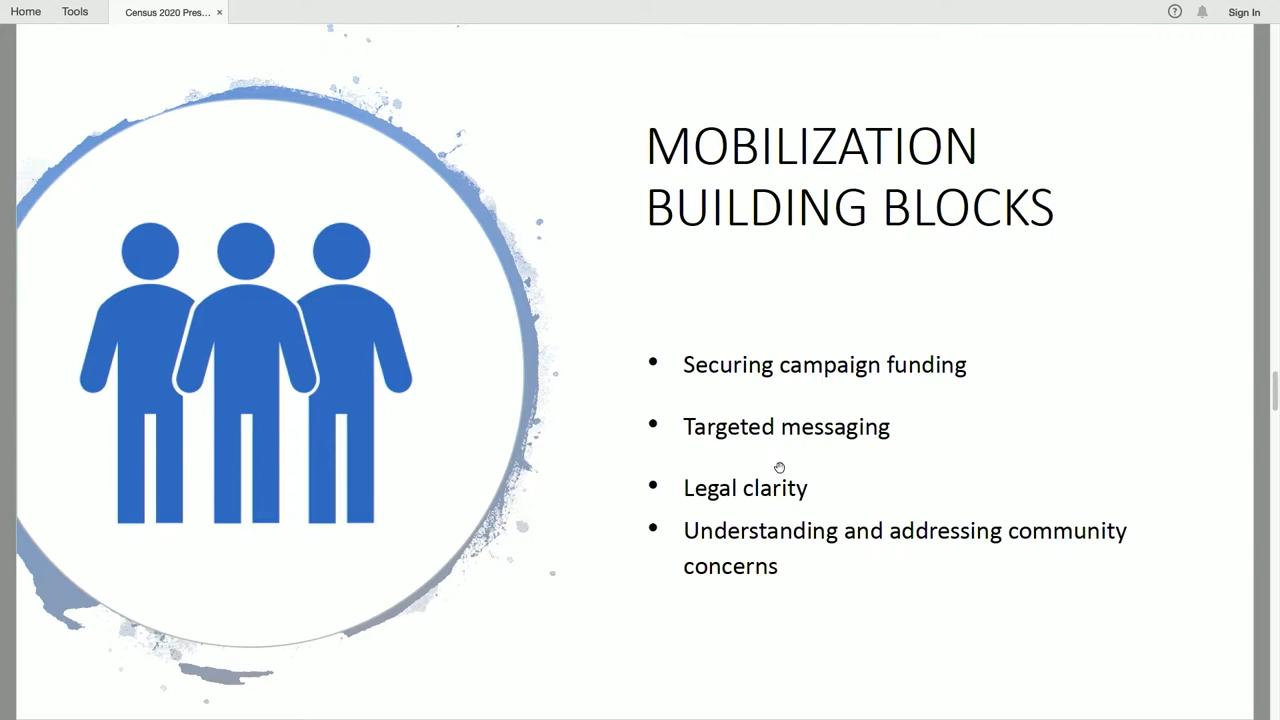 Home Tools Census 2020 Pres... × Sign In
MOBILIZATION
BUILDING BLOCKS
• Securing campaign funding
• Targeted messaging
• Legal clarity
• Understanding and addressing community
concerns